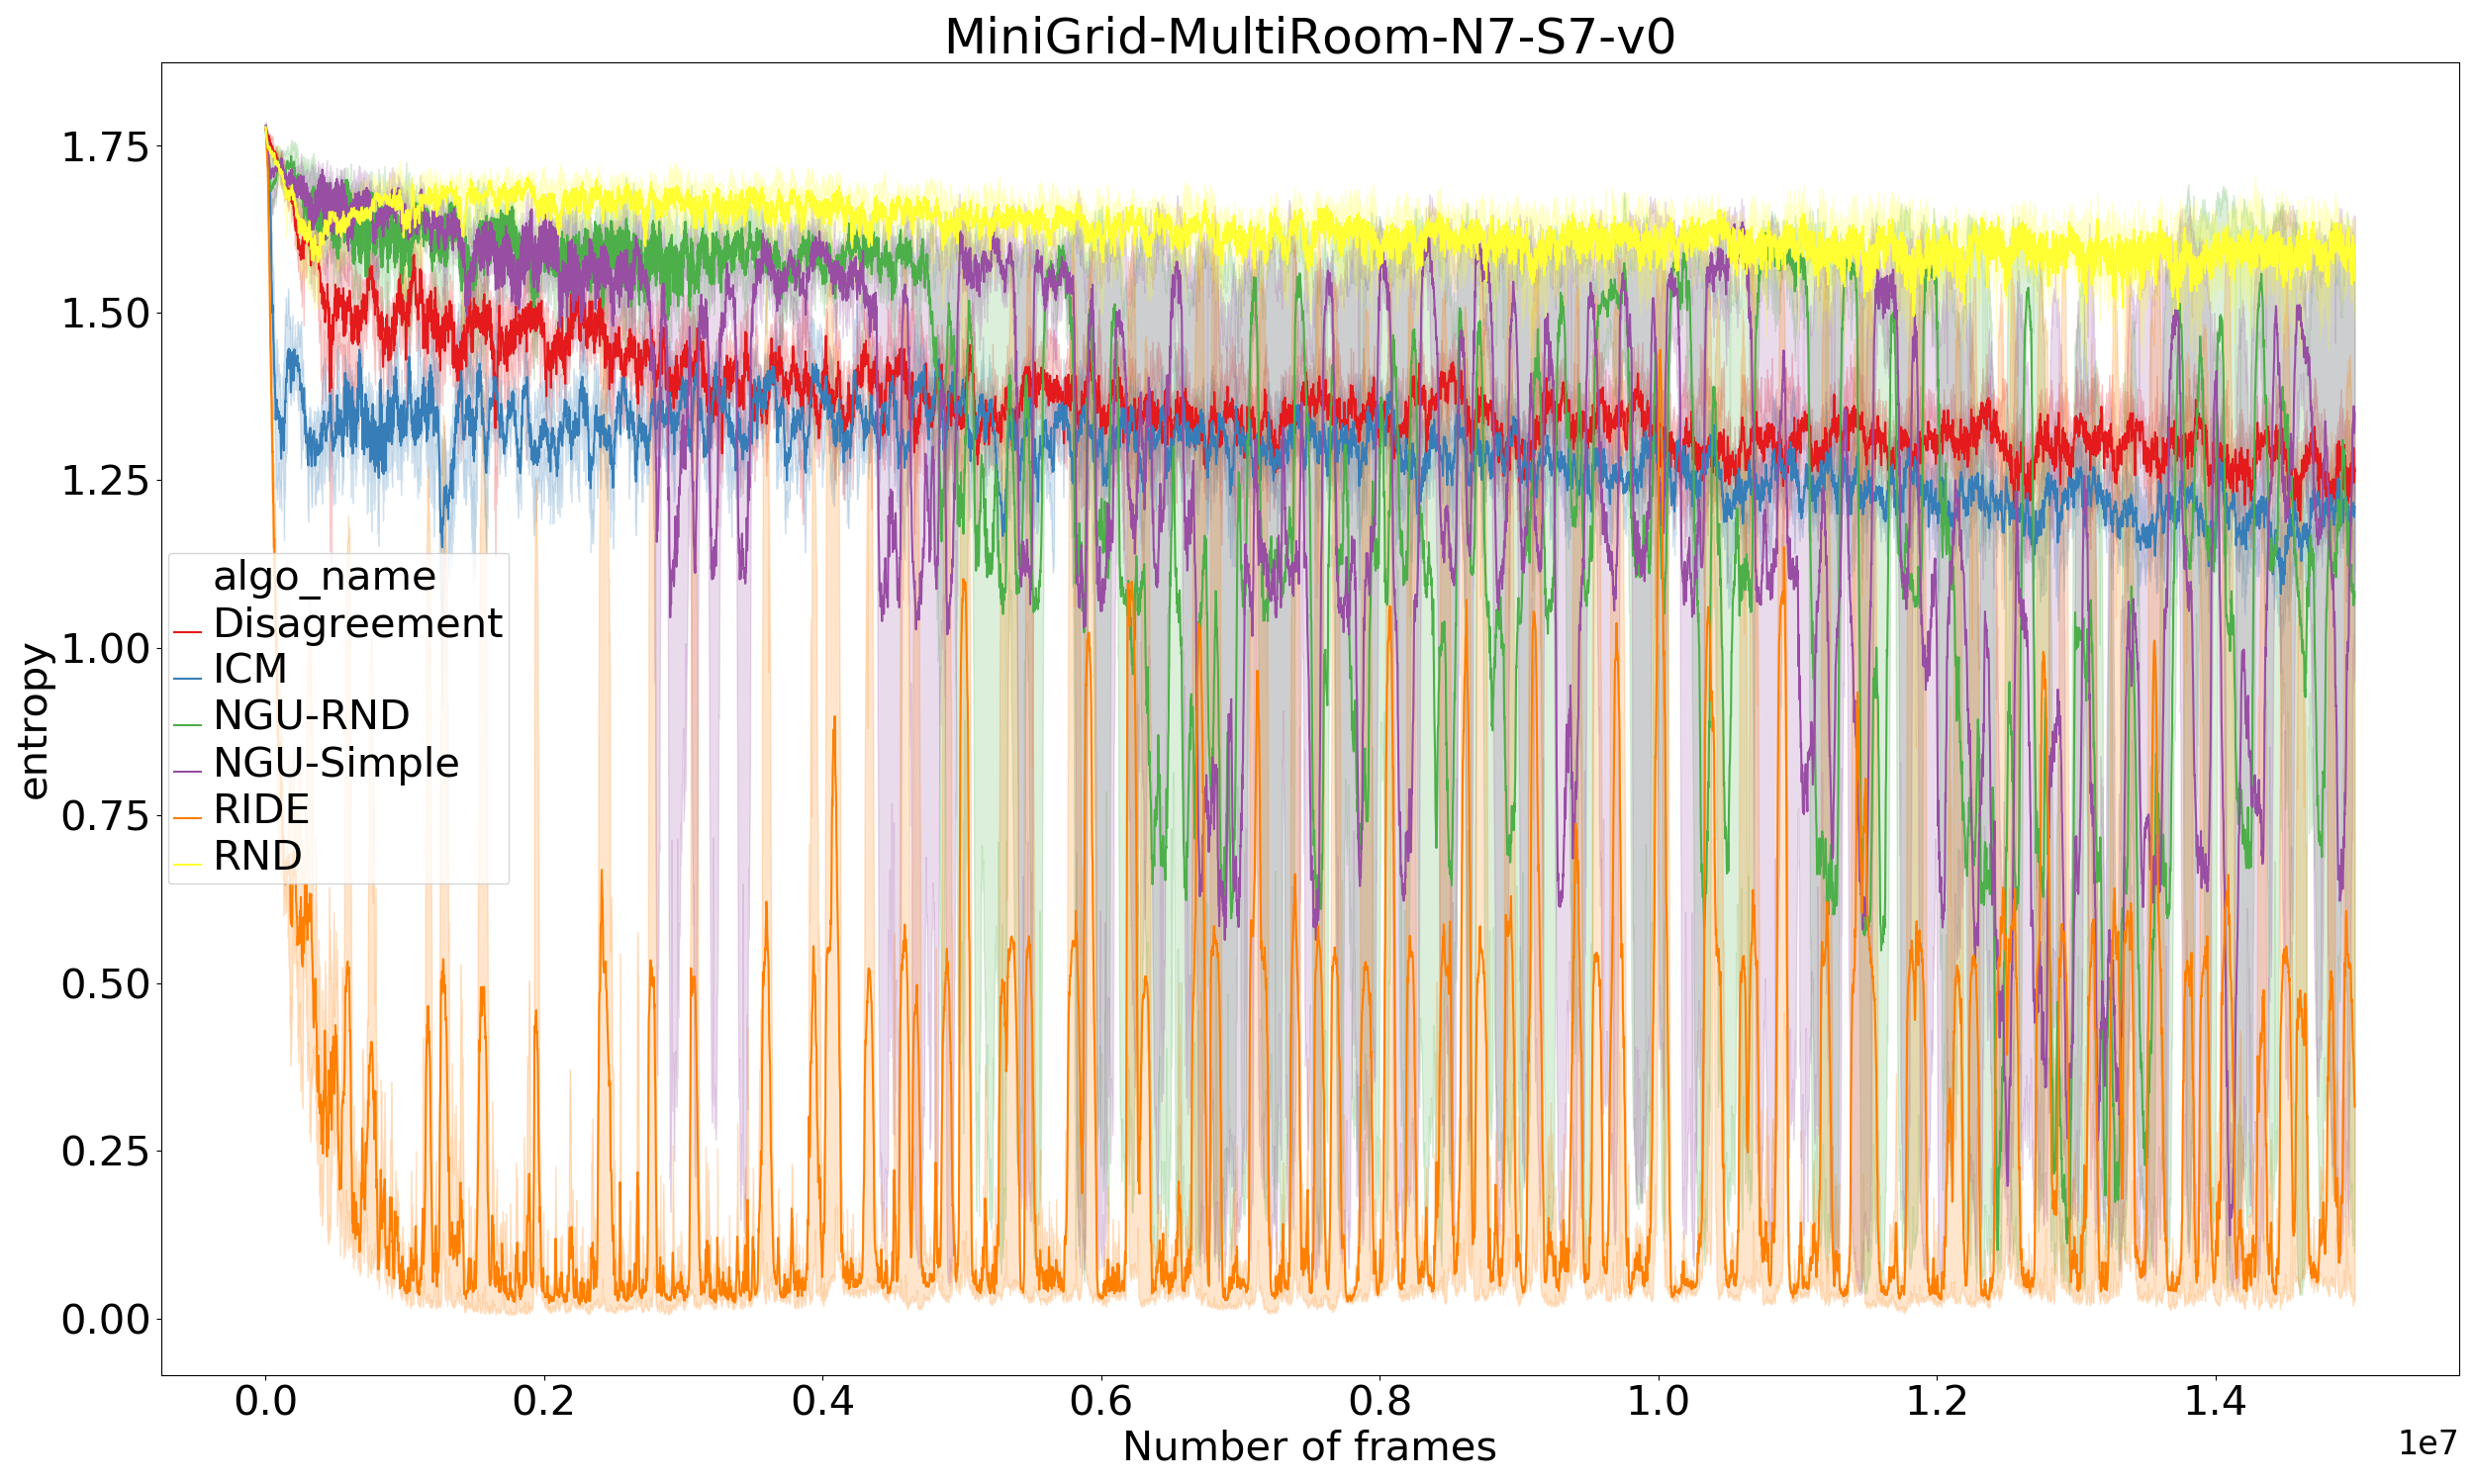 MiniGrid-MultiRoom-N7-S7-v0
1.75
1.50
1.25
1.00
0.75
0.50
0.25
0.00
entropy
algo_name
Disagreement
ICM
NGU-RND
NGU-Simple
RIDE
RND
0.0 0.2 0.4 0.6 0.8 1.0 1.2 1.4
Number of frames
1e7